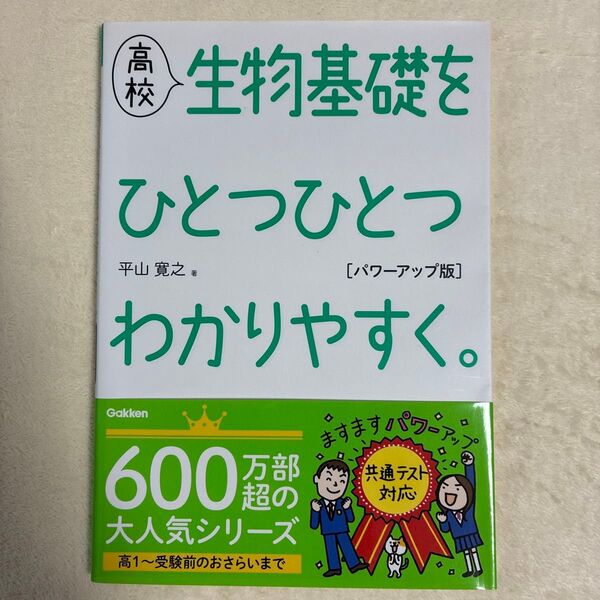 高校
生物基礎を
ひとつひとつ
平山 寛之 著
［パワーアップ版］
わかりやすく。
Gakken
600万部
超の
大人気シリーズ
高1～受験前のおさらいまで
ますますパワーアップ
共通テスト
対応